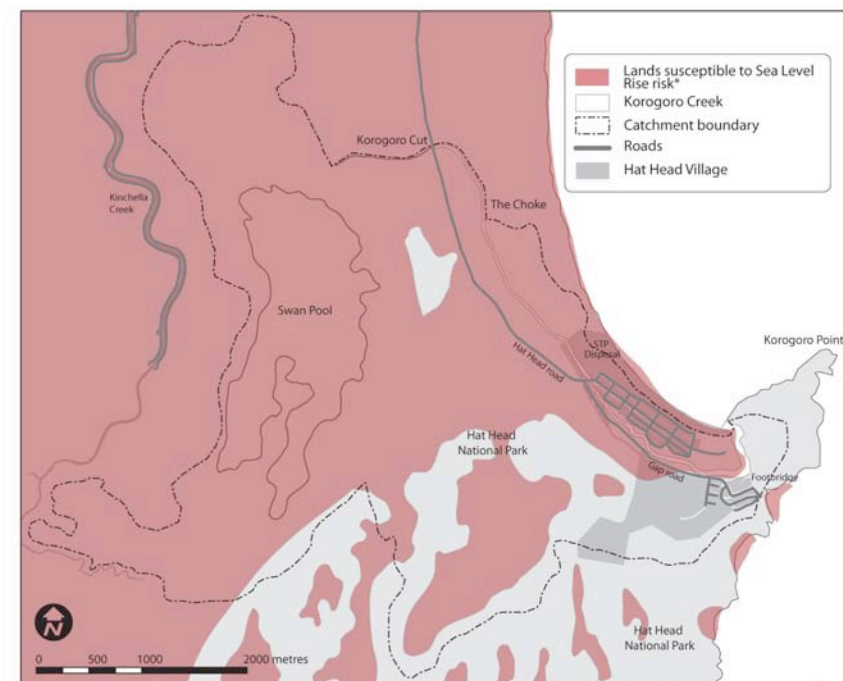 Lands susceptible to Sea Level
Rise risk*
Korogoro Creek
Catchment boundary
Roads
Hat Head Village
Korogoro Cut
Kinchella
Creek
The Choke
Swan Pool
STP
Disposal
Korogoro Point
Hat Head road
Hat Head
National Park
Gap road
Footbridge
Hat Head
National Park
N
0 500 1000 2000 metres